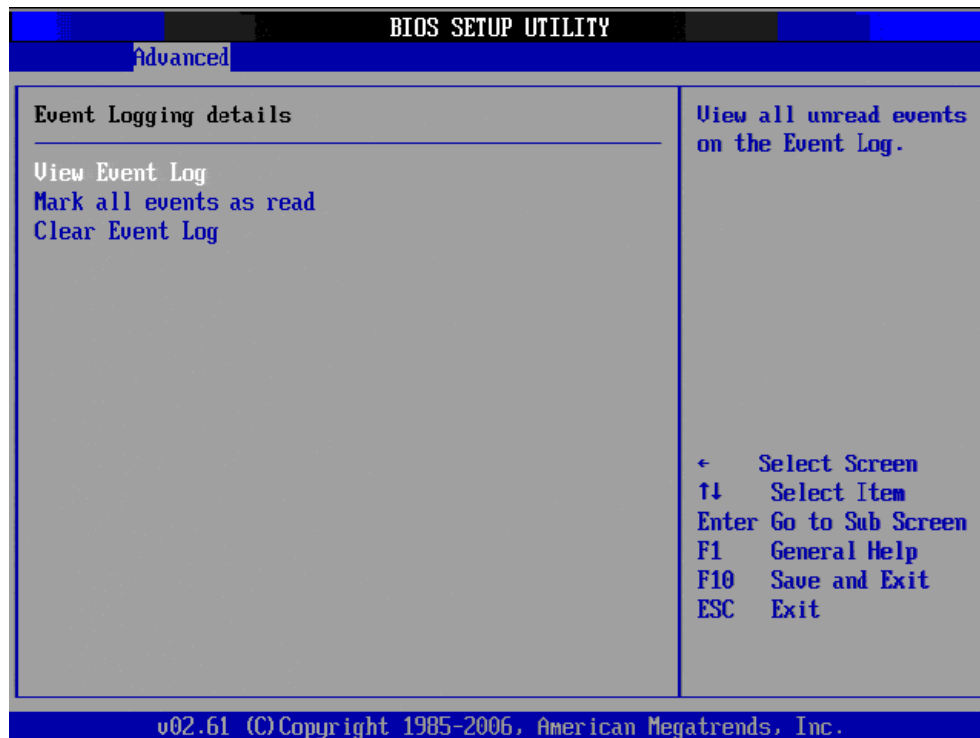 BIOS SETUP UTILITY
Advanced
Event Logging details
View Event Log
Mark all events as read
Clear Event Log
View all unread events
on the Event Log.
← Select Screen
↑↓ Select Item
Enter Go to Sub Screen
F1 General Help
F10 Save and Exit
ESC Exit
v02.61 (C)Copyright 1985-2006, American Megatrends, Inc.